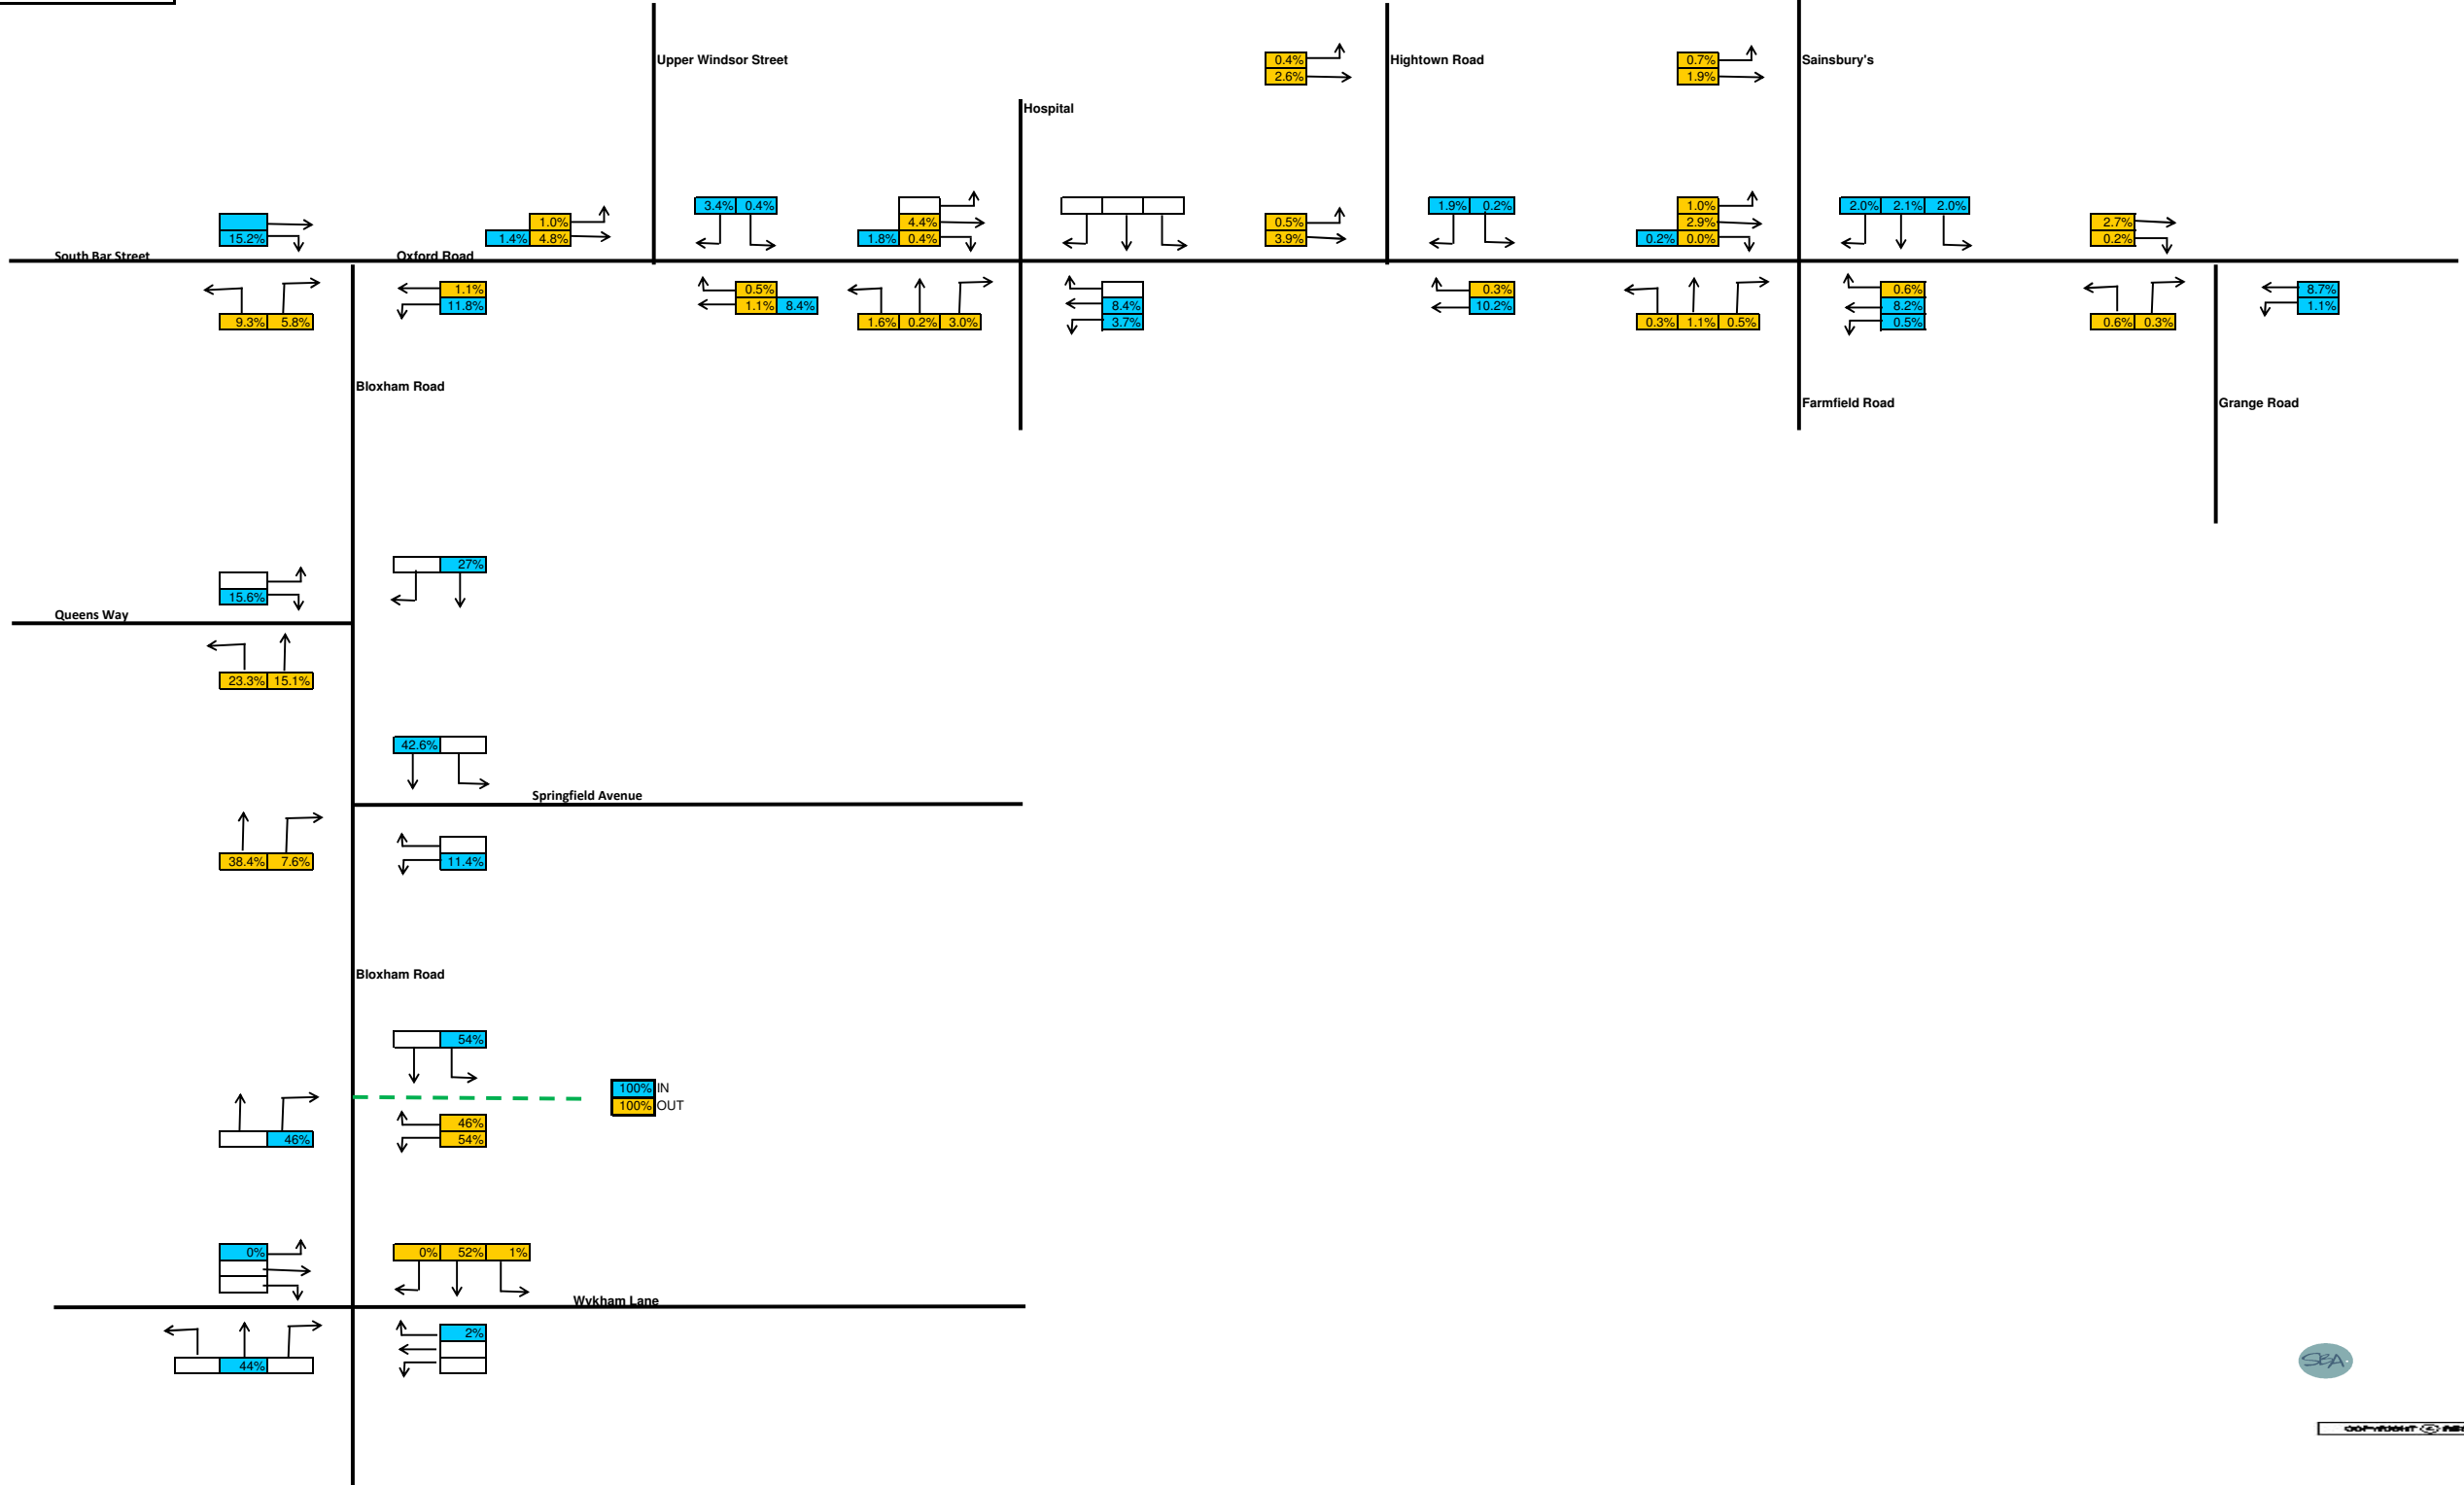 Upper Windsor Street
0.4%
2.6%
Hightown Road
0.7%
1.9%
Sainsbury's
Hospital
15.2%
1.0%
1.4% 4.8%
3.4% 0.4%
4.4%
1.8% 0.4%
0.5%
3.9%
1.9% 0.2%
1.0%
2.9%
0.2% 0.0%
2.0% 2.1% 2.0%
2.7%
0.2%
South Bar Street
Oxford Road
9.3% 5.8%
1.1%
11.8%
0.5%
1.1% 8.4%
1.6% 0.2% 3.0%
8.4%
3.7%
0.3%
10.2%
0.3% 1.1% 0.5%
0.6%
8.2%
0.5%
0.6% 0.3%
8.7%
1.1%
Bloxham Road
Farmfield Road
Grange Road
27%
15.6%
Queens Way
23.3% 15.1%
42.6%
Springfield Avenue
38.4% 7.6%
11.4%
Bloxham Road
54%
100% IN
100% OUT
46%
54%
46%
0%
0% 52% 1%
Wykham Lane
2%
44%
SBA.